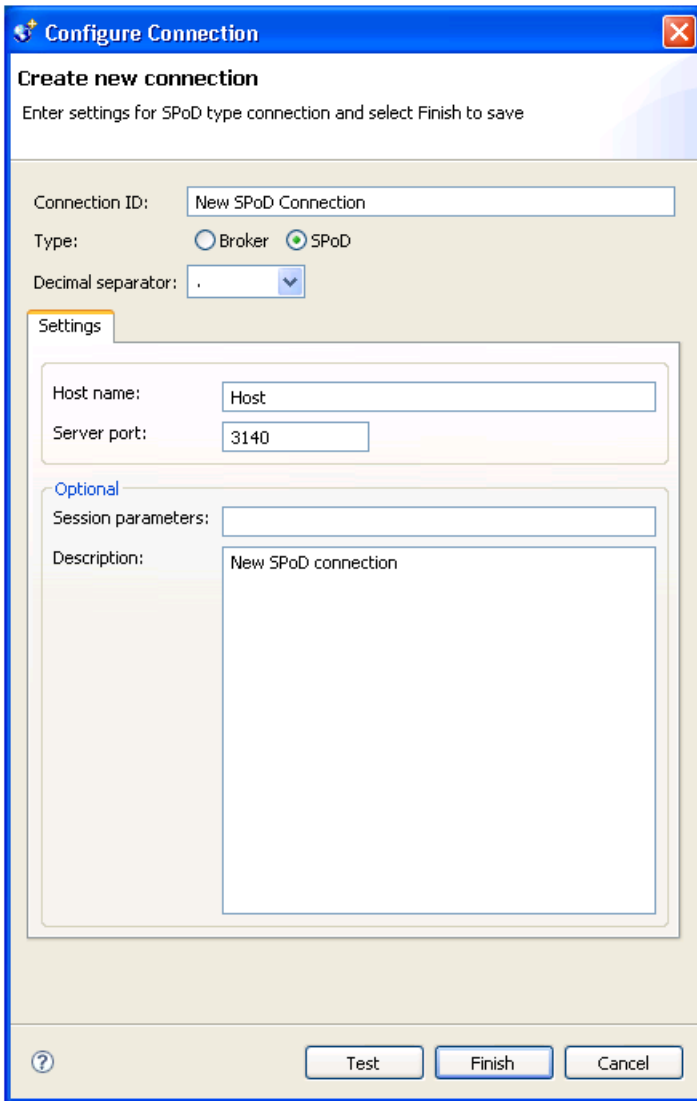 Configure Connection
Create new connection
Enter settings for SPoD type connection and select Finish to save
Connection ID: New SPoD Connection
Type: Broker SPoD
Decimal separator: .
Settings
Host name: Host
Server port: 3140
Optional
Session parameters:
Description: New SPoD connection
? Test Finish Cancel